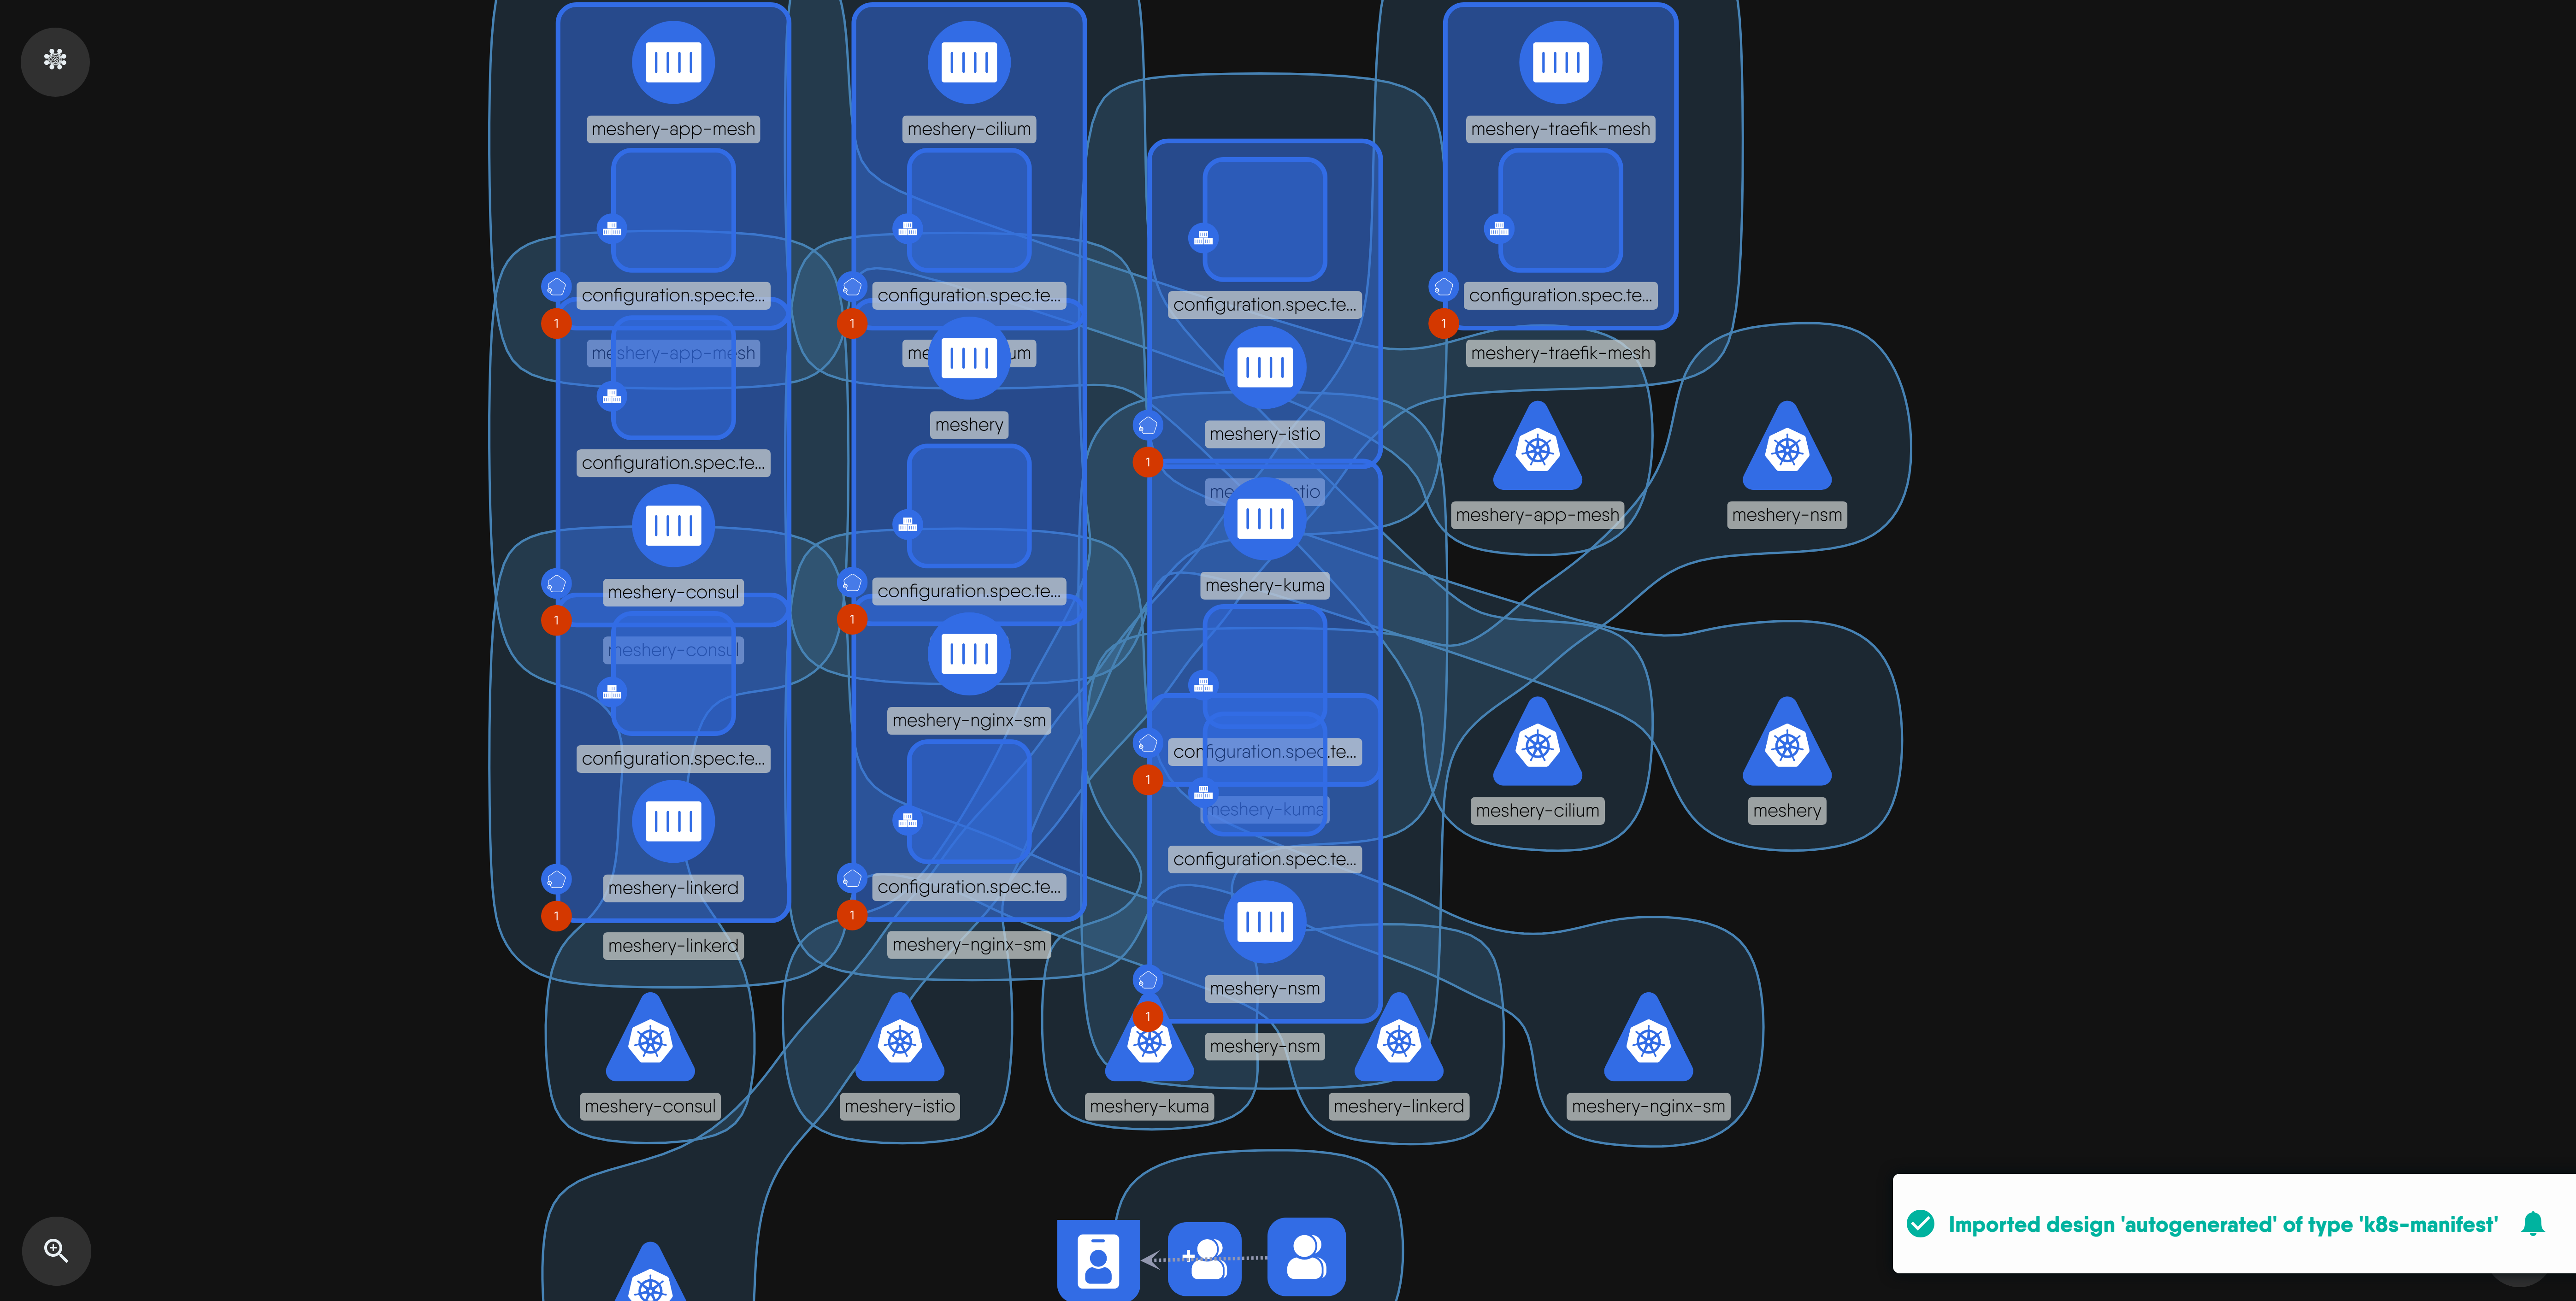 meshery-app-mesh
meshery-cilium
meshery-traefik-mesh
configuration.spec.te...
configuration.spec.te...
configuration.spec.te...
configuration.spec.te...
1
1
1
meshery-app-mesh
me
um
meshery-traefik-mesh
meshery
meshery-istio
configuration.spec.te...
1
me
stio
meshery-app-mesh
meshery-nsm
meshery-consul
configuration.spec.te...
meshery-kuma
1
1
meshery-consul
meshery-nginx-sm
configuration.spec.te...
configuration.spec.te...
1
meshery-kuma
meshery-cilium
meshery
configuration.spec.te...
meshery-linkerd
configuration.spec.te...
1
1
meshery-linkerd
meshery-nginx-sm
meshery-nsm
1
meshery-nsm
meshery-consul
meshery-istio
meshery-kuma
meshery-linkerd
meshery-nginx-sm
Imported design 'autogenerated' of type 'k8s-manifest'